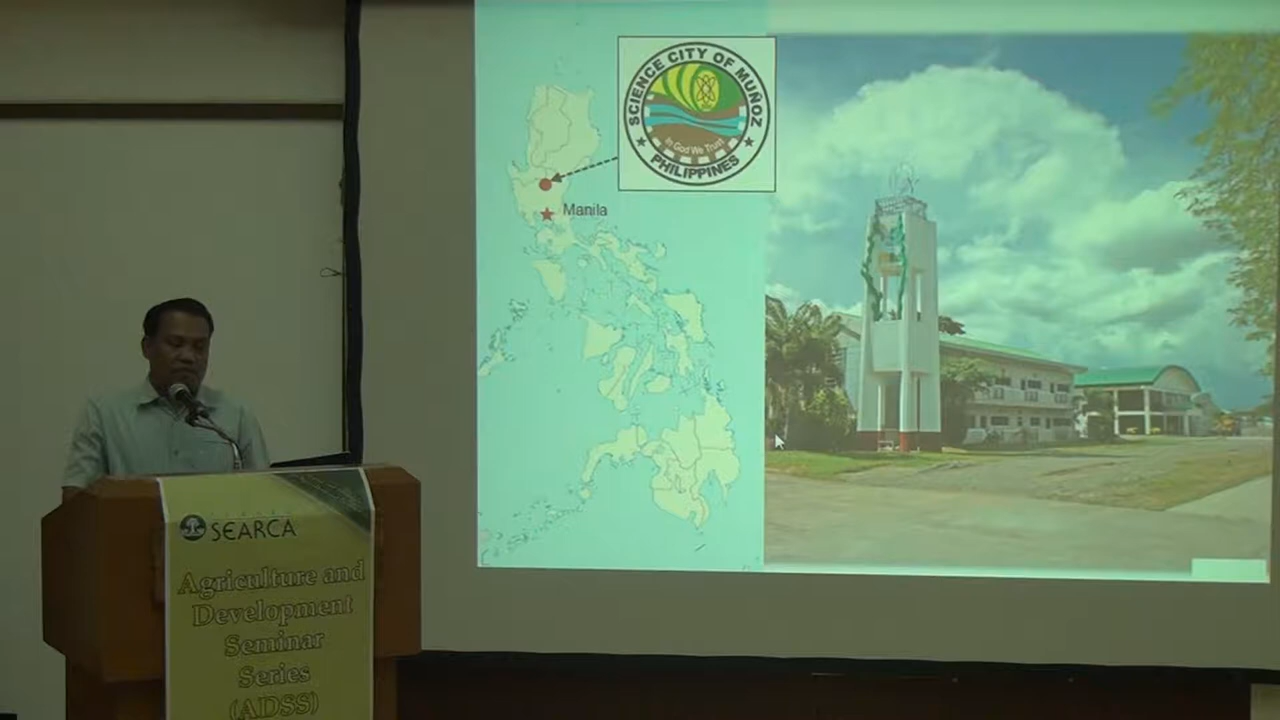 SCIENCE CITY OF MUÑOZ
In God We Trust
PHILIPPINES
Manila
SEARCA
Agriculture and
Development
Seminar
Series
(ADSS)